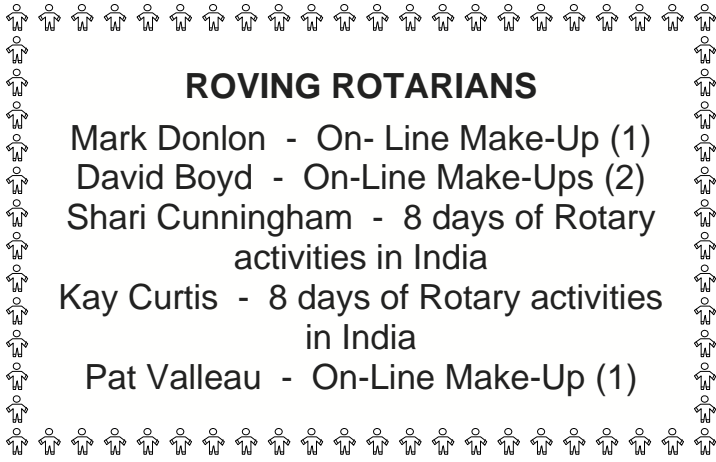 ROVING ROTARIANS
Mark Donlon - On- Line Make-Up (1)
David Boyd - On-Line Make-Ups (2)
Shari Cunningham - 8 days of Rotary
activities in India
Kay Curtis - 8 days of Rotary activities
in India
Pat Valleau - On-Line Make-Up (1)